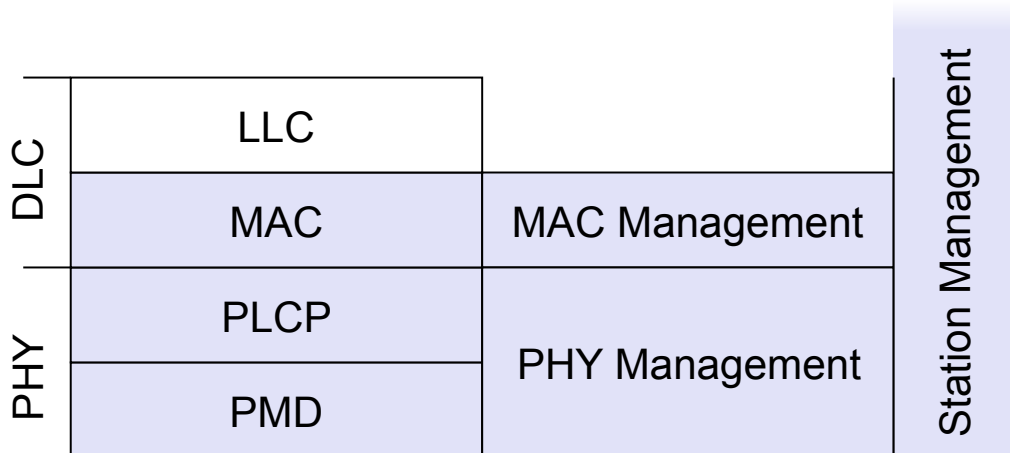 DLC
LLC
MAC
MAC Management
PHY
PLCP
PMD
PHY Management
Station Management